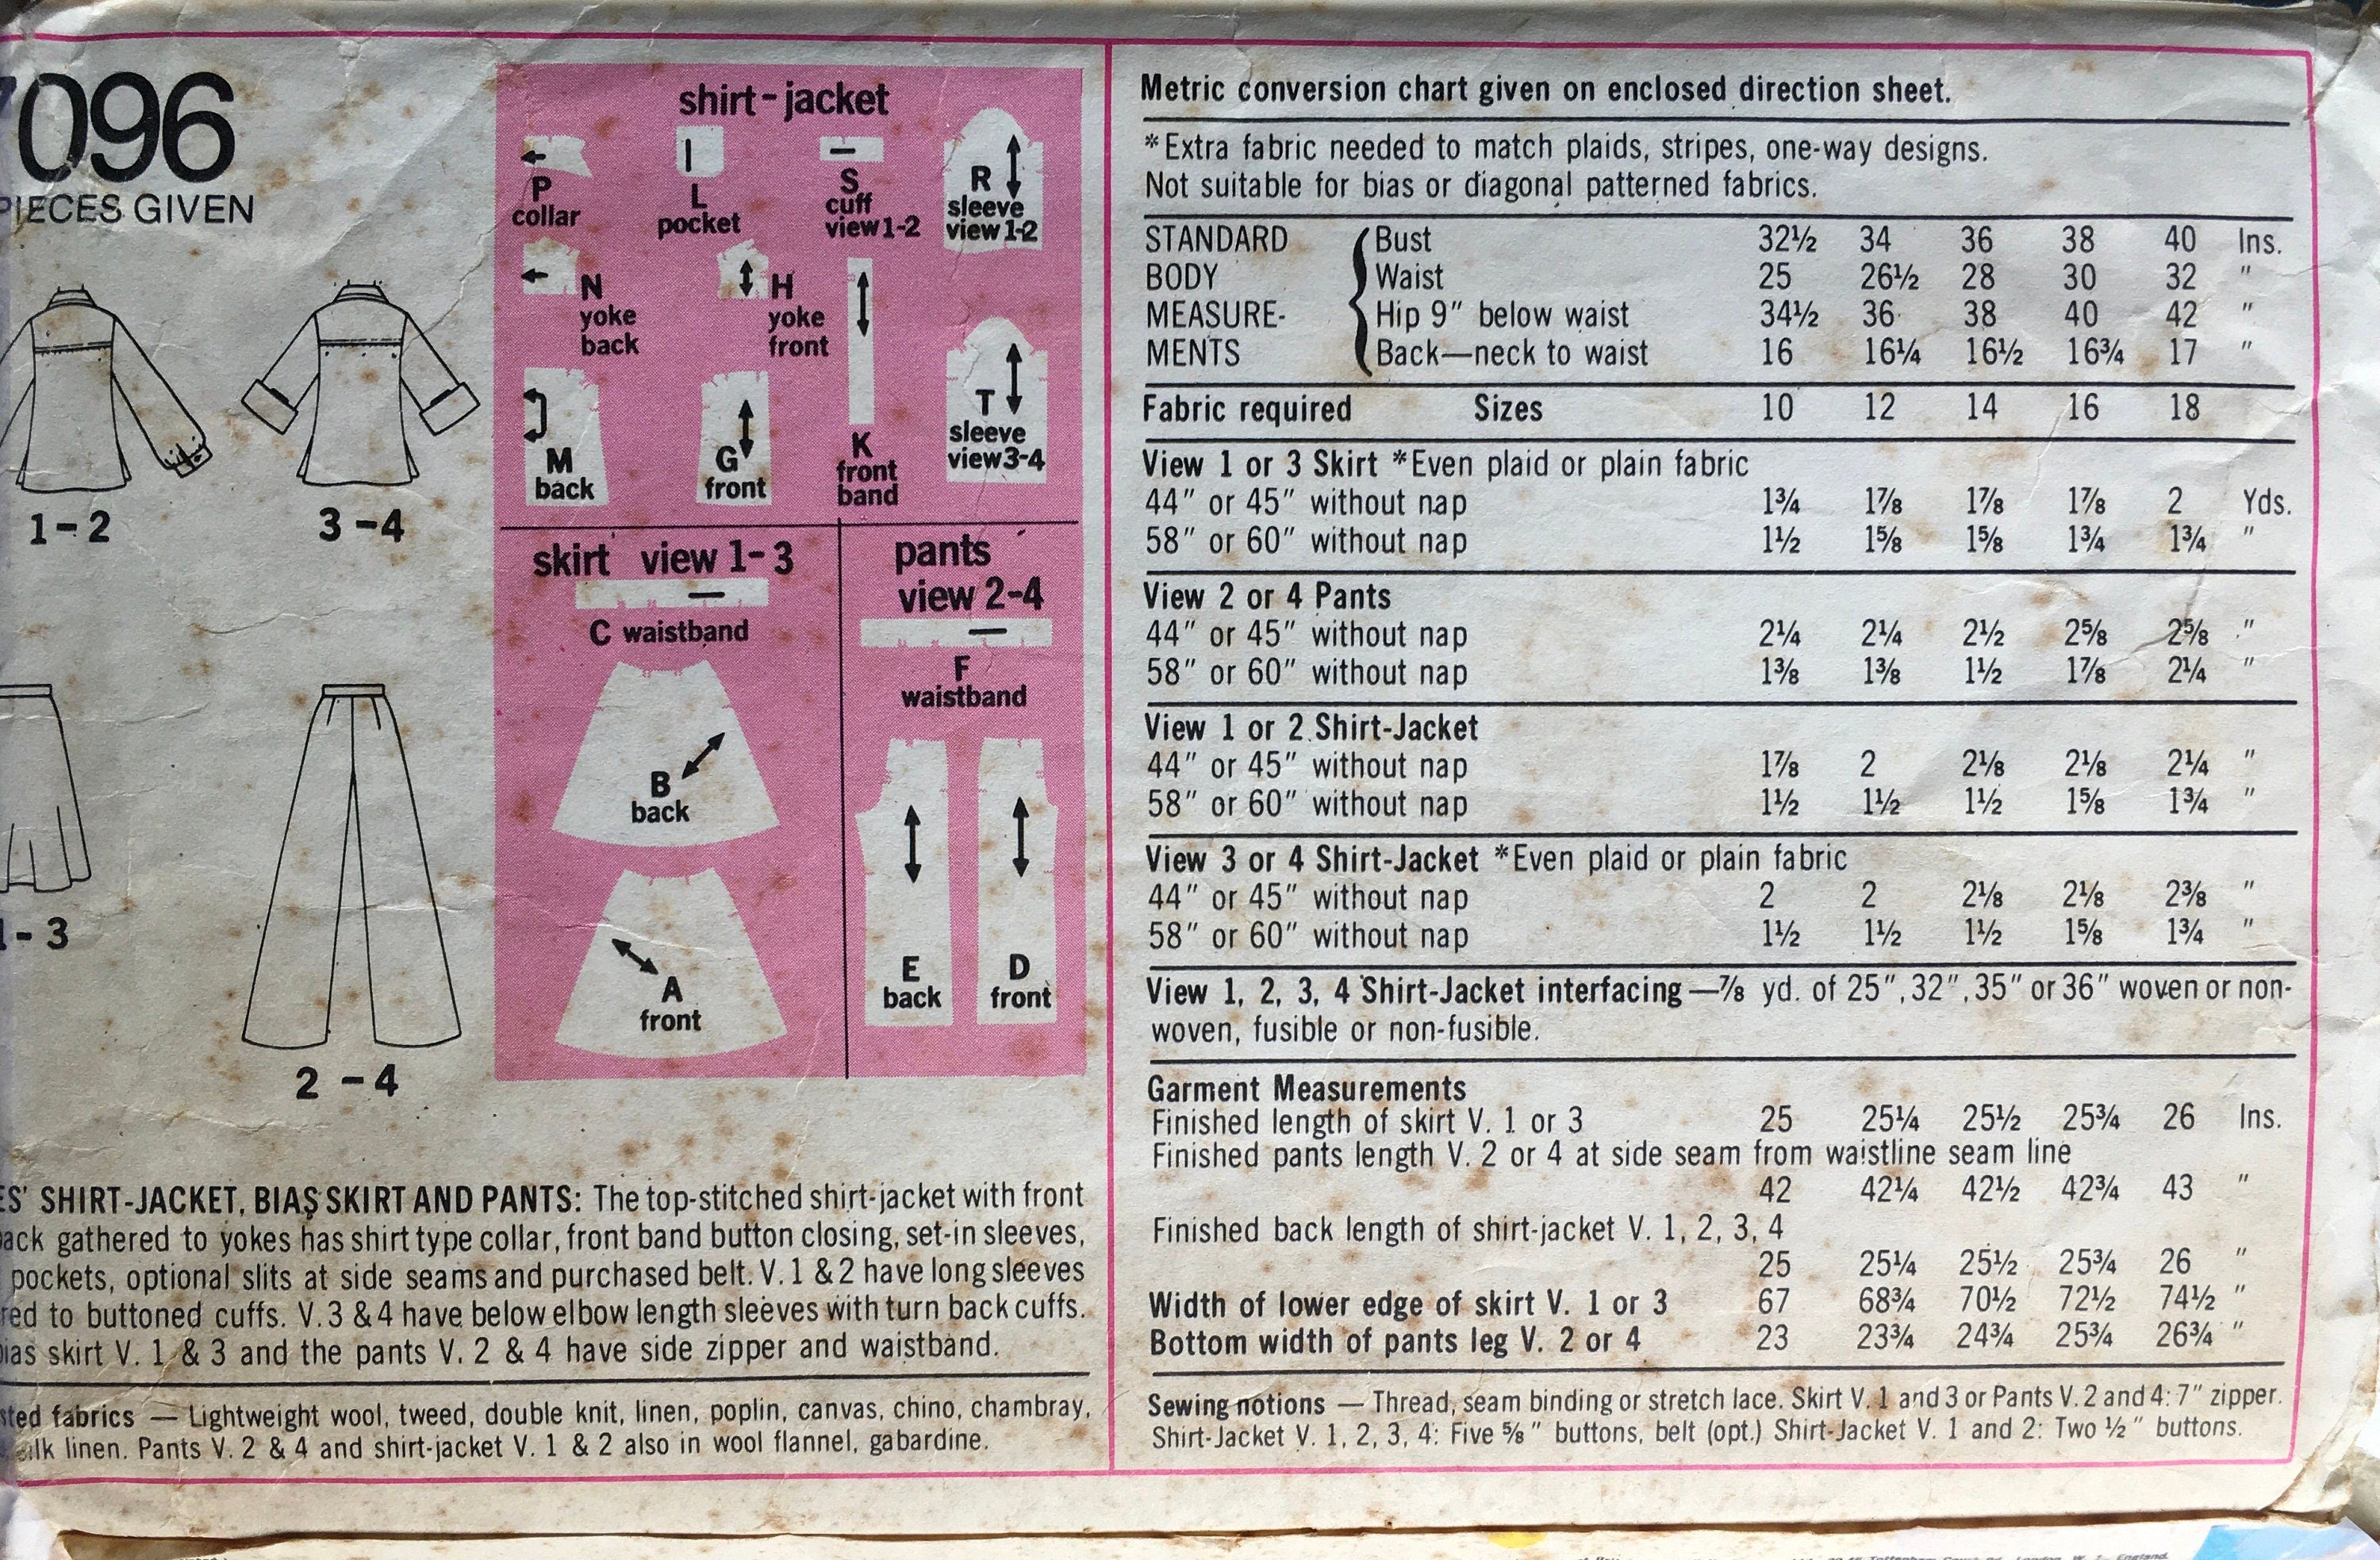 7096
PIECES GIVEN
1-2
3-4
1-3
2-4
shirt-jacket
P
collar
L
pocket
S
cuff
view 1-2
R
sleeve
view 1-2
N
yoke
back
H
yoke
front
M
back
G
front
K
front
band
T
sleeve
view 3-4
skirt view 1-3
C waistband
B
back
A
front
pants
view 2-4
F
waistband
E
back
D
front
ES' SHIRT-JACKET, BIAS SKIRT AND PANTS: The top-stitched shirt-jacket with front
ack gathered to yokes has shirt type collar, front band button closing, set-in sleeves,
pockets, optional slits at side seams and purchased belt. V. 1 & 2 have long sleeves
red to buttoned cuffs. V. 3 & 4 have below elbow length sleeves with turn back cuffs.
bias skirt V. 1 & 3 and the pants V. 2 & 4 have side zipper and waistband.
sted fabrics — Lightweight wool, tweed, double knit, linen, poplin, canvas, chino, chambray,
silk linen. Pants V. 2 & 4 and shirt-jacket V. 1 & 2 also in wool flannel, gabardine.
Metric conversion chart given on enclosed direction sheet.
*Extra fabric needed to match plaids, stripes, one-way designs.
Not suitable for bias or diagonal patterned fabrics.
STANDARD Bust 32½ 34 36 38 40 Ins.
BODY Waist 25 26½ 28 30 32 "
MEASURE- Hip 9" below waist 34½ 36 38 40 42 "
MENTS Back—neck to waist 16 16¼ 16½ 16¾ 17 "
Fabric required Sizes 10 12 14 16 18
View 1 or 3 Skirt *Even plaid or plain fabric
44" or 45" without nap 1¾ 1⅞ 1⅞ 1⅞ 2 Yds.
58" or 60" without nap 1½ 1⅝ 1⅝ 1¾ 1¾ "
View 2 or 4 Pants
44" or 45" without nap 2¼ 2¼ 2½ 2⅝ 2⅝ "
58" or 60" without nap 1⅜ 1⅜ 1½ 1⅞ 2¼ "
View 1 or 2 Shirt-Jacket
44" or 45" without nap 1⅞ 2 2⅛ 2⅛ 2¼ "
58" or 60" without nap 1½ 1½ 1½ 1⅝ 1¾ "
View 3 or 4 Shirt-Jacket *Even plaid or plain fabric
44" or 45" without nap 2 2 2⅛ 2⅛ 2⅜ "
58" or 60" without nap 1½ 1½ 1½ 1⅝ 1¾ "
View 1, 2, 3, 4 Shirt-Jacket interfacing —⅞ yd. of 25", 32", 35" or 36" woven or non-
woven, fusible or non-fusible.
Garment Measurements
Finished length of skirt V. 1 or 3 25 25¼ 25½ 25¾ 26 Ins.
Finished pants length V. 2 or 4 at side seam from waistline seam line
42 42¼ 42½ 42¾ 43 "
Finished back length of shirt-jacket V. 1, 2, 3, 4
25 25¼ 25½ 25¾ 26 "
Width of lower edge of skirt V. 1 or 3 67 68¾ 70½ 72½ 74½ "
Bottom width of pants leg V. 2 or 4 23 23¾ 24¾ 25¾ 26¾ "
Sewing notions — Thread, seam binding or stretch lace. Skirt V. 1 and 3 or Pants V. 2 and 4: 7" zipper.
Shirt-Jacket V. 1, 2, 3, 4: Five ⅝" buttons, belt (opt.) Shirt-Jacket V. 1 and 2: Two ½" buttons.
Tottenham Court Rd., London, W. 1., England